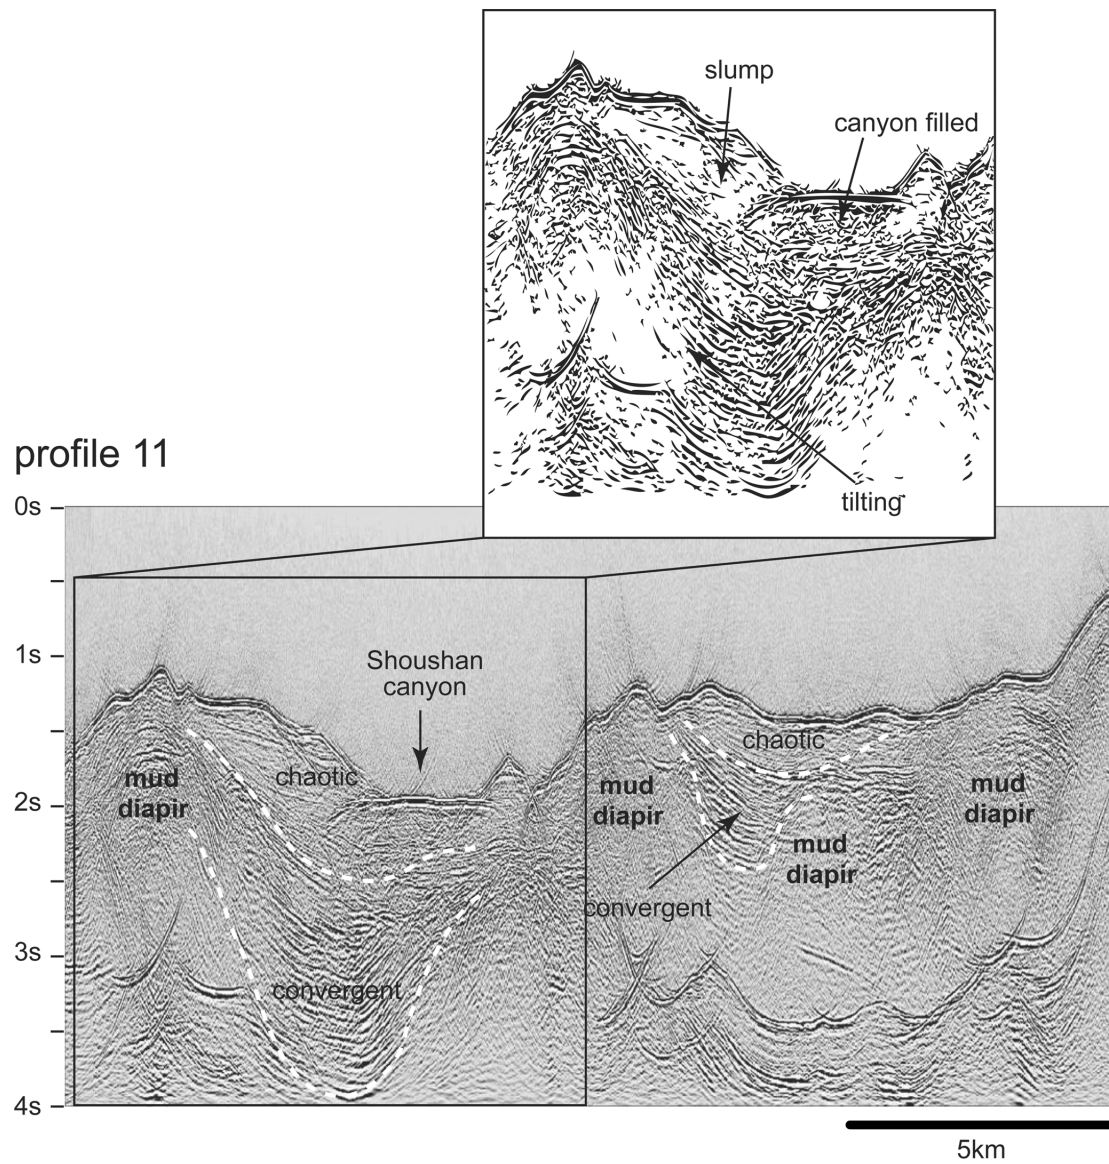 slump
canyon filled
tilting
profile 11
0s
1s
2s
3s
4s
Shoushan
canyon
chaotic
mud
diapir
convergent
chaotic
mud
diapir
mud
diapir
mud
diapir
convergent
5km